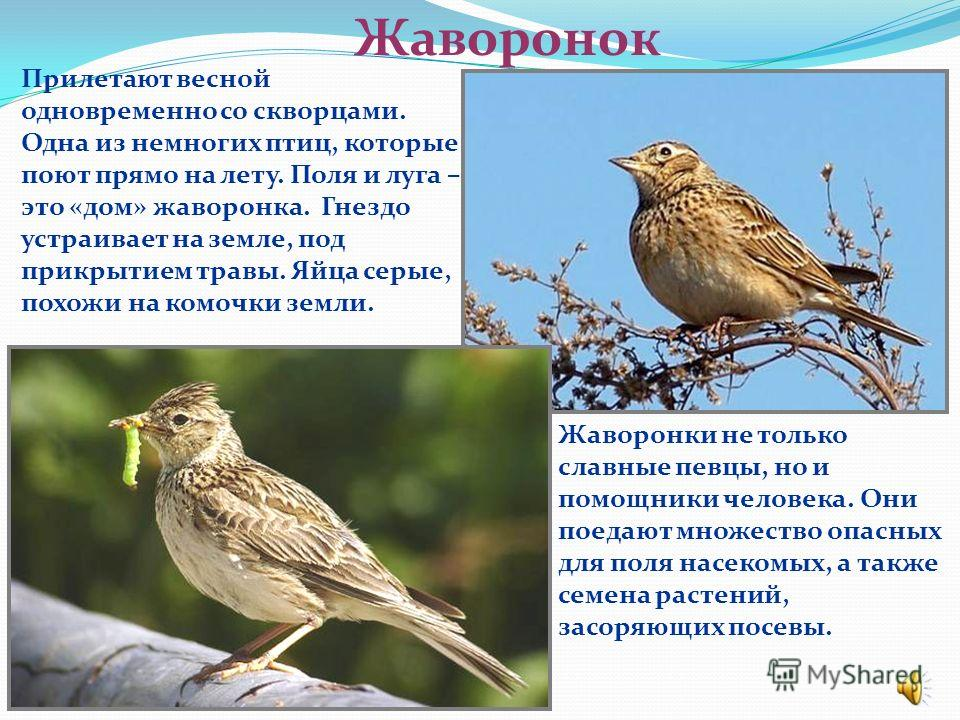 Жаворонок
Прилетают весной
одновременно со скворцами.
Одна из немногих птиц, которые
поют прямо на лету. Поля и луга –
это «дом» жаворонка. Гнездо
устраивает на земле, под
прикрытием травы. Яйца серые,
похожи на комочки земли.
Жаворонки не только
славные певцы, но и
помощники человека. Они
поедают множество опасных
для поля насекомых, а также
семена растений,
засоряющих посевы.
MyShared